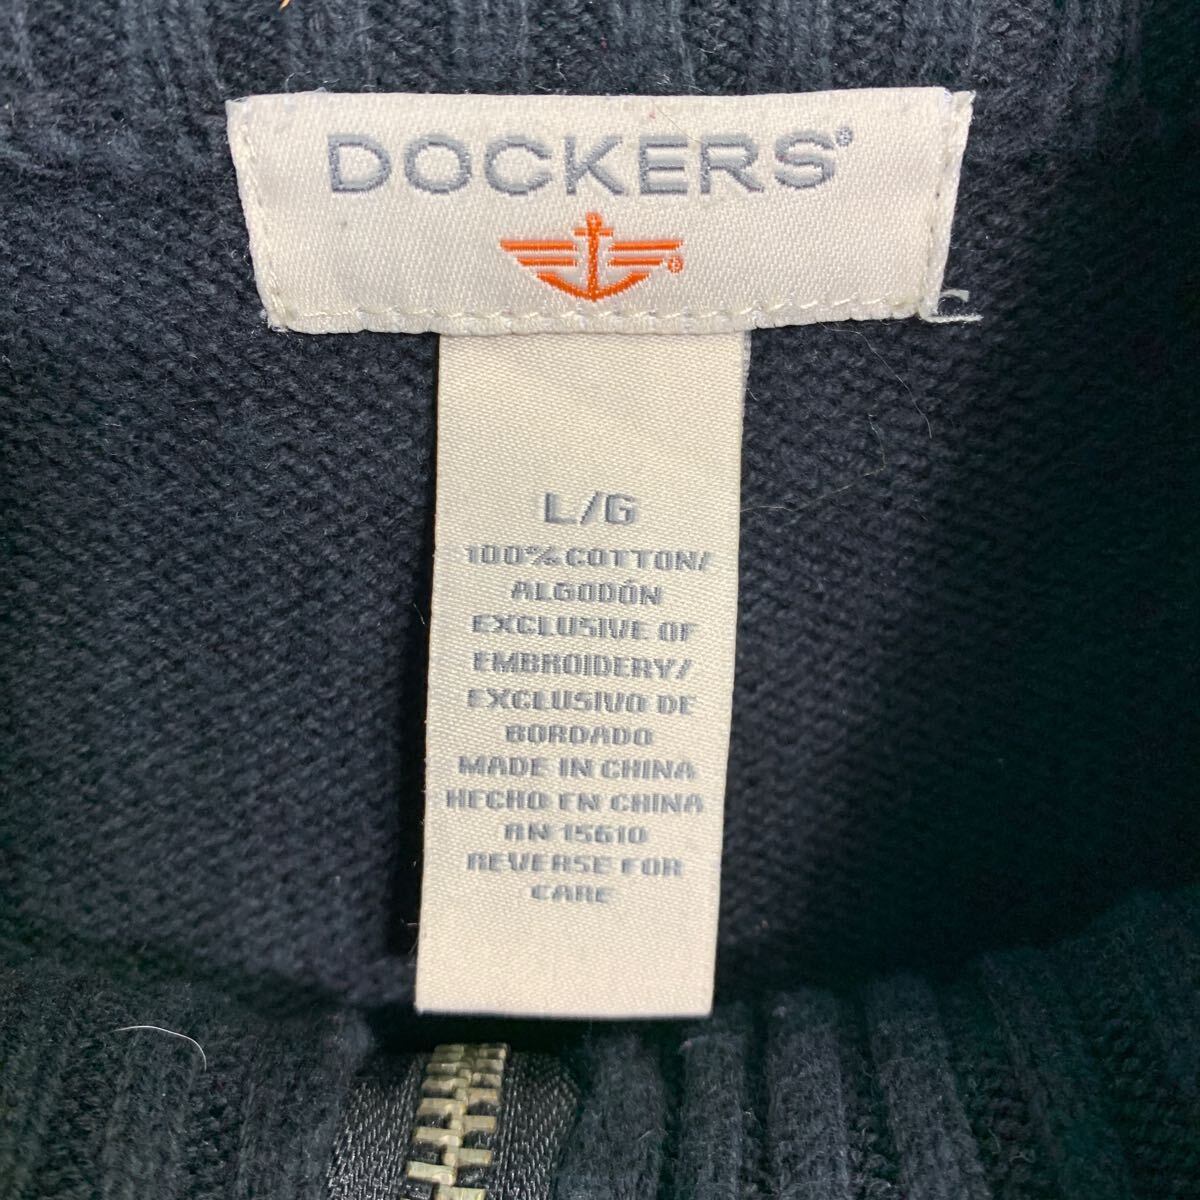 DOCKERS®
®
L/G
100% COTTON/
ALGODÓN
EXCLUSIVE OF
EMBROIDERY/
EXCLUSIVO DE
BORDADO
MADE IN CHINA
HECHO EN CHINA
RN 15610
REVERSE FOR
CARE